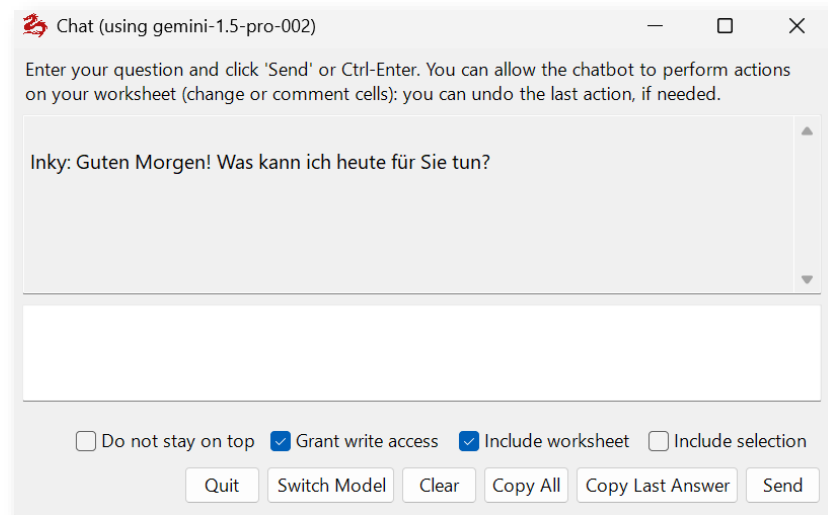 Chat (using gemini-1.5-pro-002)
Enter your question and click 'Send' or Ctrl-Enter. You can allow the chatbot to perform actions
on your worksheet (change or comment cells): you can undo the last action, if needed.
Inky: Guten Morgen! Was kann ich heute für Sie tun?
Do not stay on top Grant write access Include worksheet Include selection
Quit Switch Model Clear Copy All Copy Last Answer Send